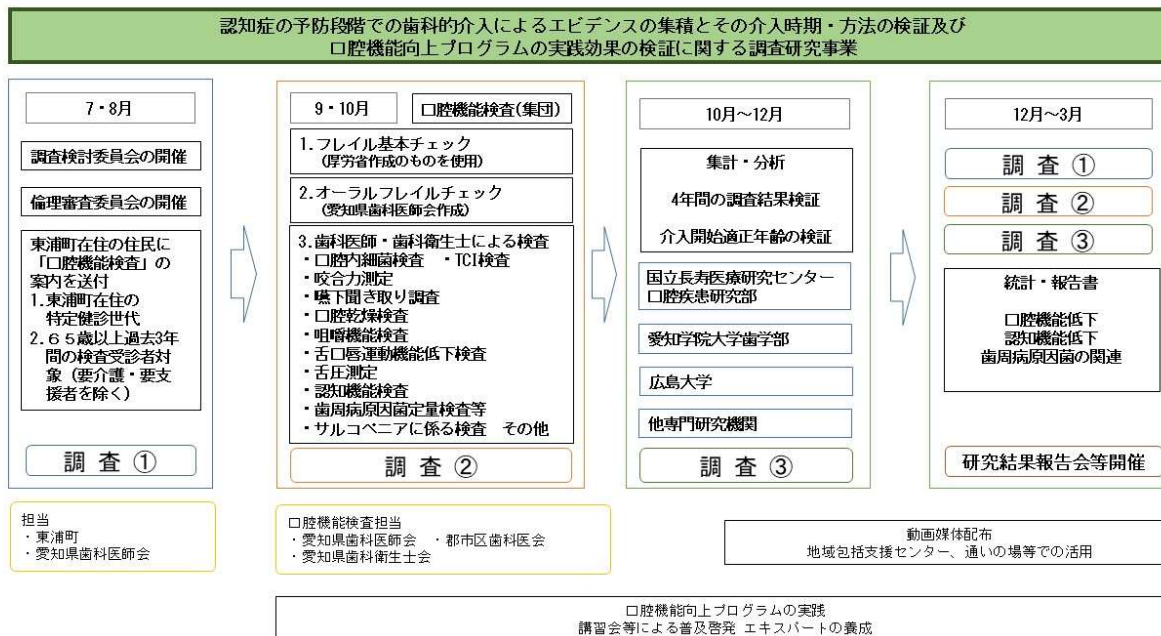 認知症の予防段階での歯科的介入によるエビデンスの集積とその介入時期・方法の検証及び
口腔機能向上プログラムの実践効果の検証に関する調査研究事業
7・8月
調査検討委員会の開催
倫理審査委員会の開催
東浦町在住の住民に
「口腔機能検査」の
案内を送付
1.東浦町在住の
特定健診世代
2.65歳以上過去3年
間の検査受診者対
象(要介護・要支
援者を除く)
調 査 ①
担当
・東浦町
・愛知県歯科医師会
9・10月
口腔機能検査(集団)
1.フレイル基本チェック
(厚労省作成のものを使用)
2.オーラルフレイルチェック
(愛知県歯科医師会作成)
3.歯科医師・歯科衛生士による検査
・口腔内細菌検査 ・TCI検査
・咬合力測定
・嚥下聞き取り調査
・口腔乾燥検査
・咀嚼機能検査
・舌口唇運動機能低下検査
・舌圧測定
・認知機能検査
・歯周病原因菌定量検査等
・サルコペニアに係る検査 その他
調 査 ②
口腔機能検査担当
・愛知県歯科医師会 ・都市区歯科医会
・愛知県歯科衛生士会
10月～12月
集計・分析
4年間の調査結果検証
介入開始適正年齢の検証
国立長寿医療研究センター
口腔疾患研究部
愛知学院大学歯学部
広島大学
他専門研究機関
調 査 ③
12月～3月
調 査 ①
調 査 ②
調 査 ③
統計・報告書
口腔機能低下
認知機能低下
歯周病原因菌の関連
研究結果報告会等開催
動画媒体配布
地域包括支援センター、通いの場等での活用
口腔機能向上プログラムの実践
講習会等による普及啓発 エキスパートの養成